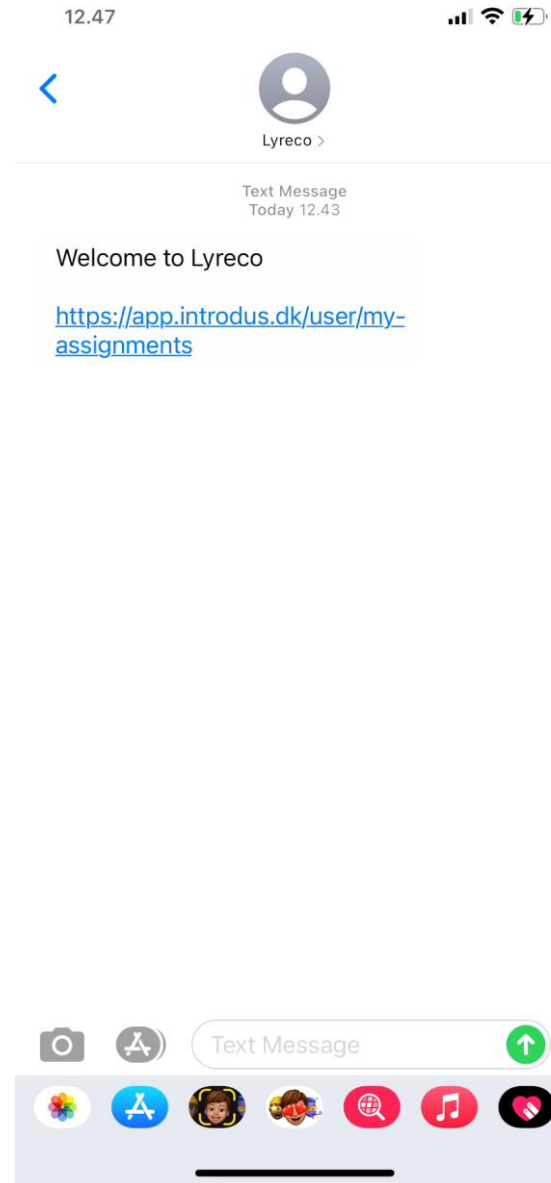 12.47
Lyreco >
Text Message
Today 12.43
Welcome to Lyreco
https://app.introdus.dk/user/my-
assignments
Text Message